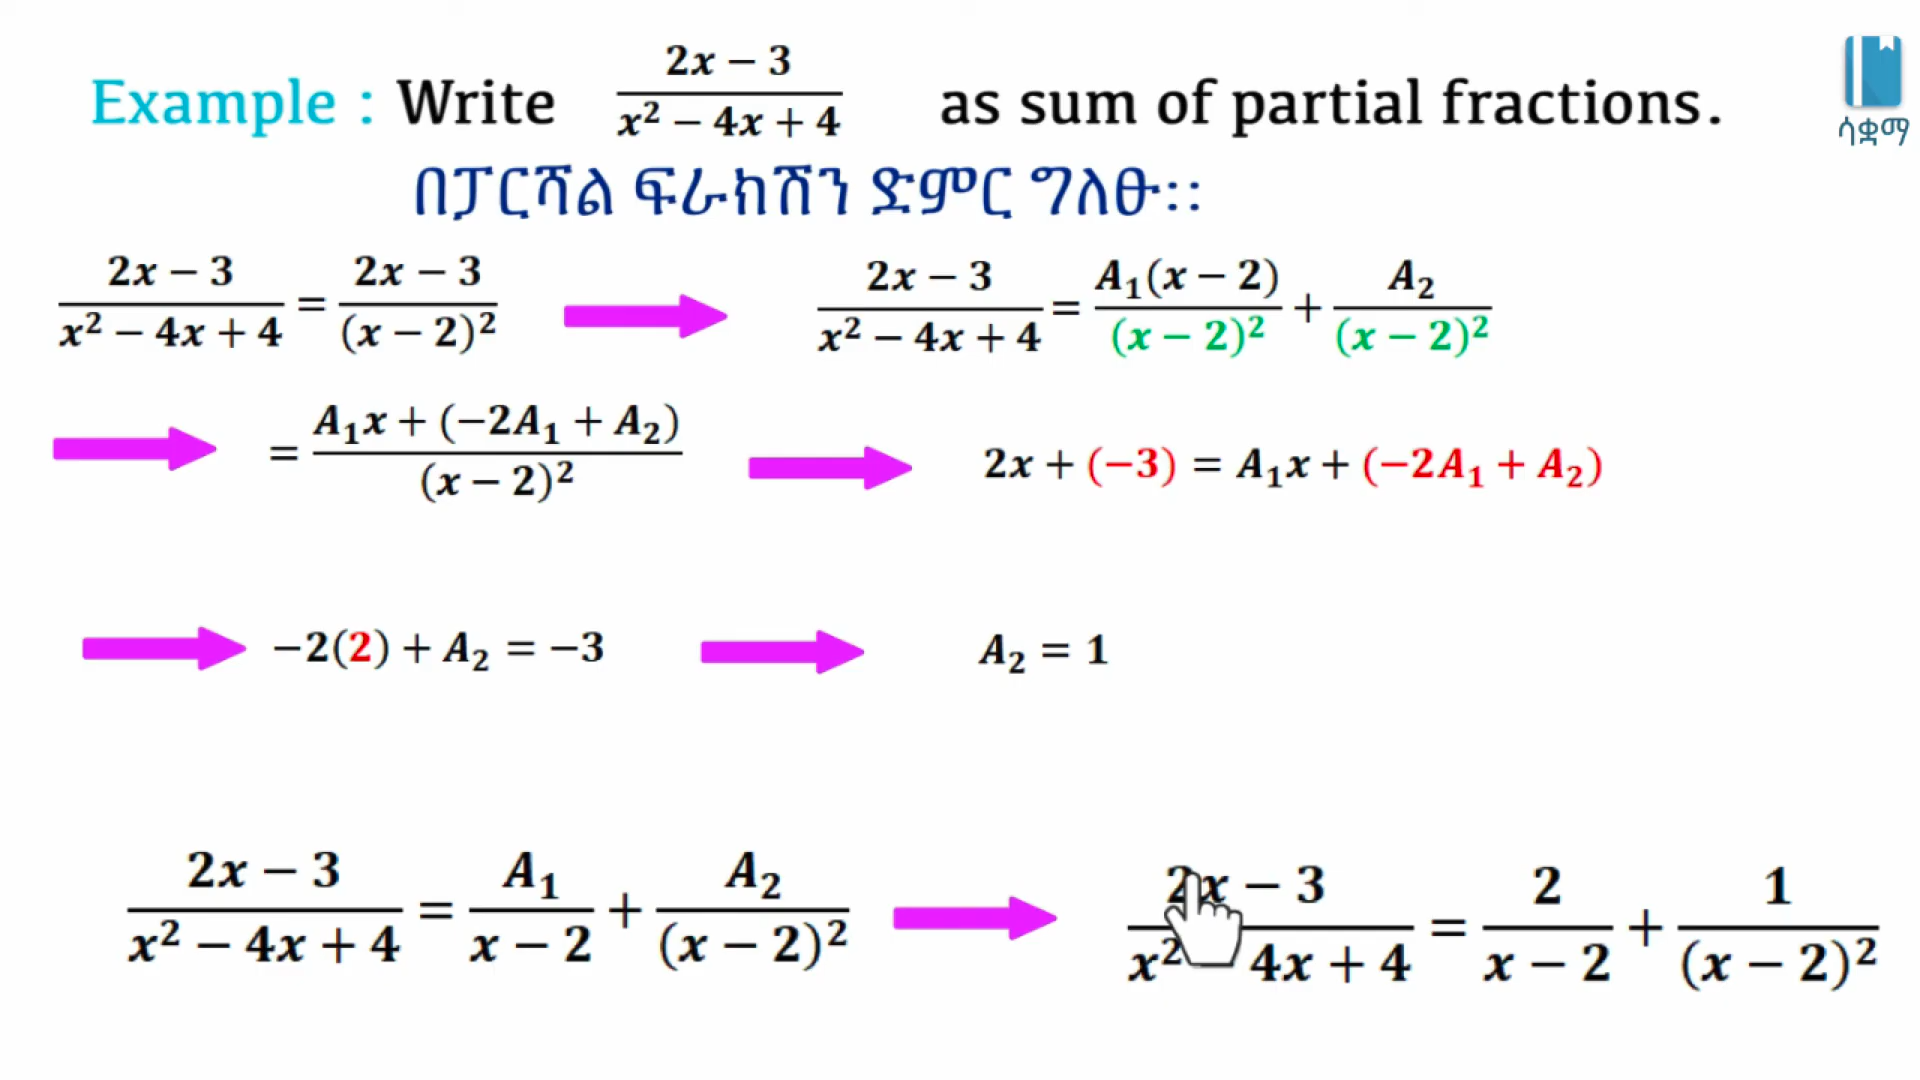 Example : Write (2x − 3)/(x² − 4x + 4) as sum of partial fractions.
ሳቋማ
በፓርሻል ፍራክሽን ድምር ግለፁ፡፡
(2x − 3)/(x² − 4x + 4) = (2x − 3)/(x − 2)²
(2x − 3)/(x² − 4x + 4) = A₁(x − 2)/(x − 2)² + A₂/(x − 2)²
= (A₁x + (−2A₁ + A₂))/(x − 2)²
2x + (−3) = A₁x + (−2A₁ + A₂)
−2(2) + A₂ = −3
A₂ = 1
(2x − 3)/(x² − 4x + 4) = A₁/(x − 2) + A₂/(x − 2)²
(2x − 3)/(x² 4x + 4) = 2/(x − 2) + 1/(x − 2)²